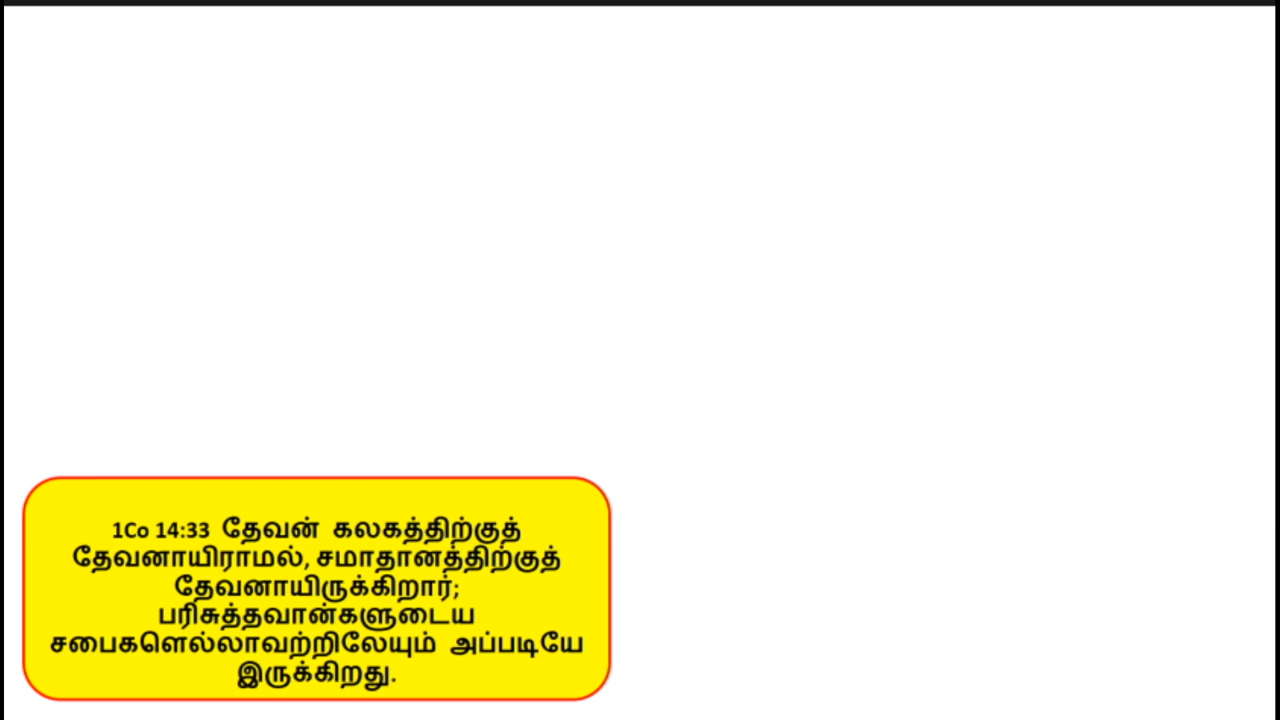 1Co 14:33 தேவன் கலகத்திற்குத்
தேவனாயிராமல், சமாதானத்திற்குத்
தேவனாயிருக்கிறார்;
பரிசுத்தவான்களுடைய
சபைகளெல்லாவற்றிலேயும் அப்படியே
இருக்கிறது.